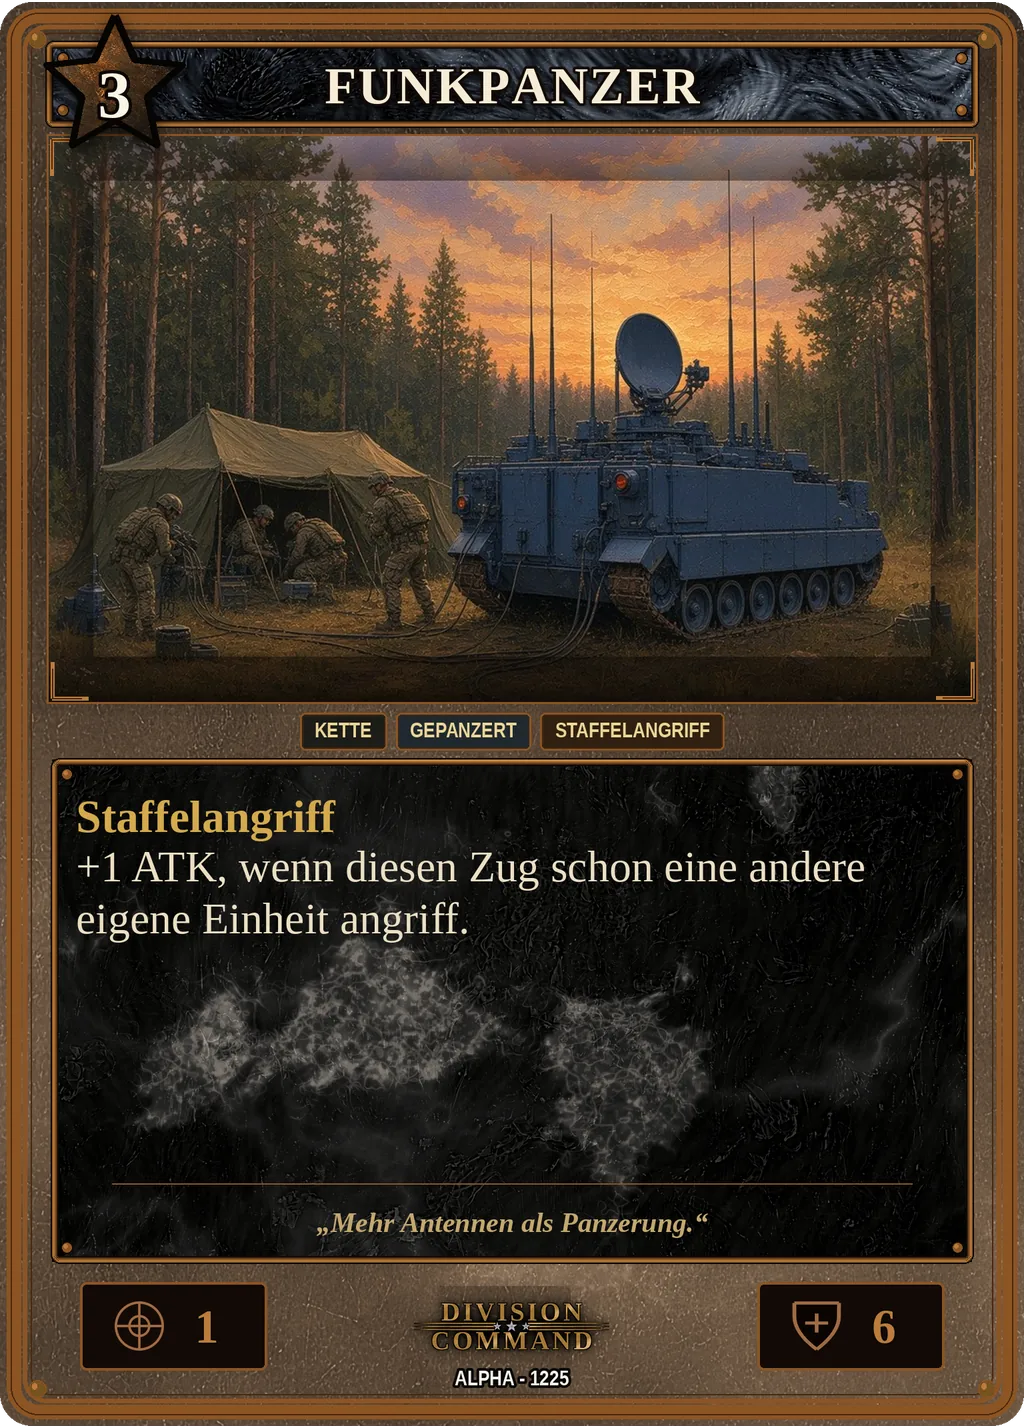 3
FUNKPANZER
KETTE GEPANZERT STAFFELANGRIFF
Staffelangriff
+1 ATK, wenn diesen Zug schon eine andere
eigene Einheit angriff.
„Mehr Antennen als Panzerung.“
1
DIVISION
COMMAND
6
ALPHA - 1225